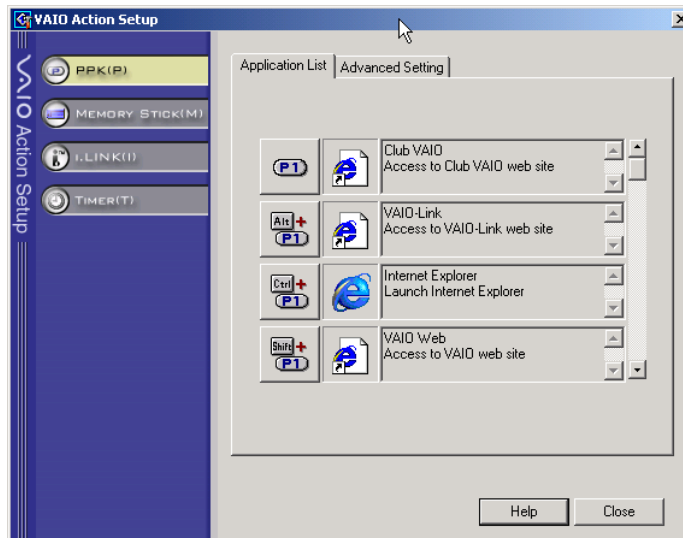 VAIO Action Setup
VAIO Action Setup
PPK(P)
MEMORY STICK(M)
i.LINK(I)
TIMER(T)
Application List
Advanced Setting
P1
Club VAIO
Access to Club VAIO web site
Alt +
P1
VAIO-Link
Access to VAIO-Link web site
Ctrl +
P1
Internet Explorer
Launch Internet Explorer
Shift +
P1
VAIO Web
Access to VAIO web site
Help
Close